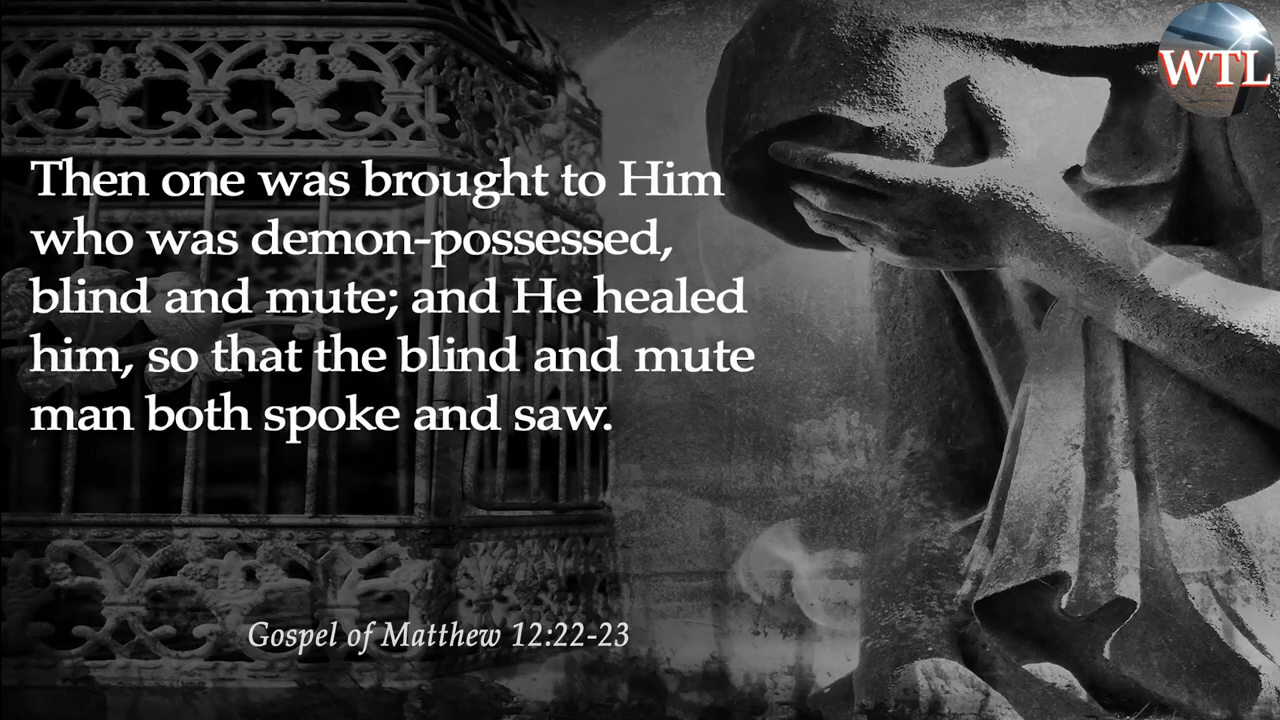 WTL
Then one was brought to Him
who was demon-possessed,
blind and mute; and He healed
him, so that the blind and mute
man both spoke and saw.
Gospel of Matthew 12:22-23